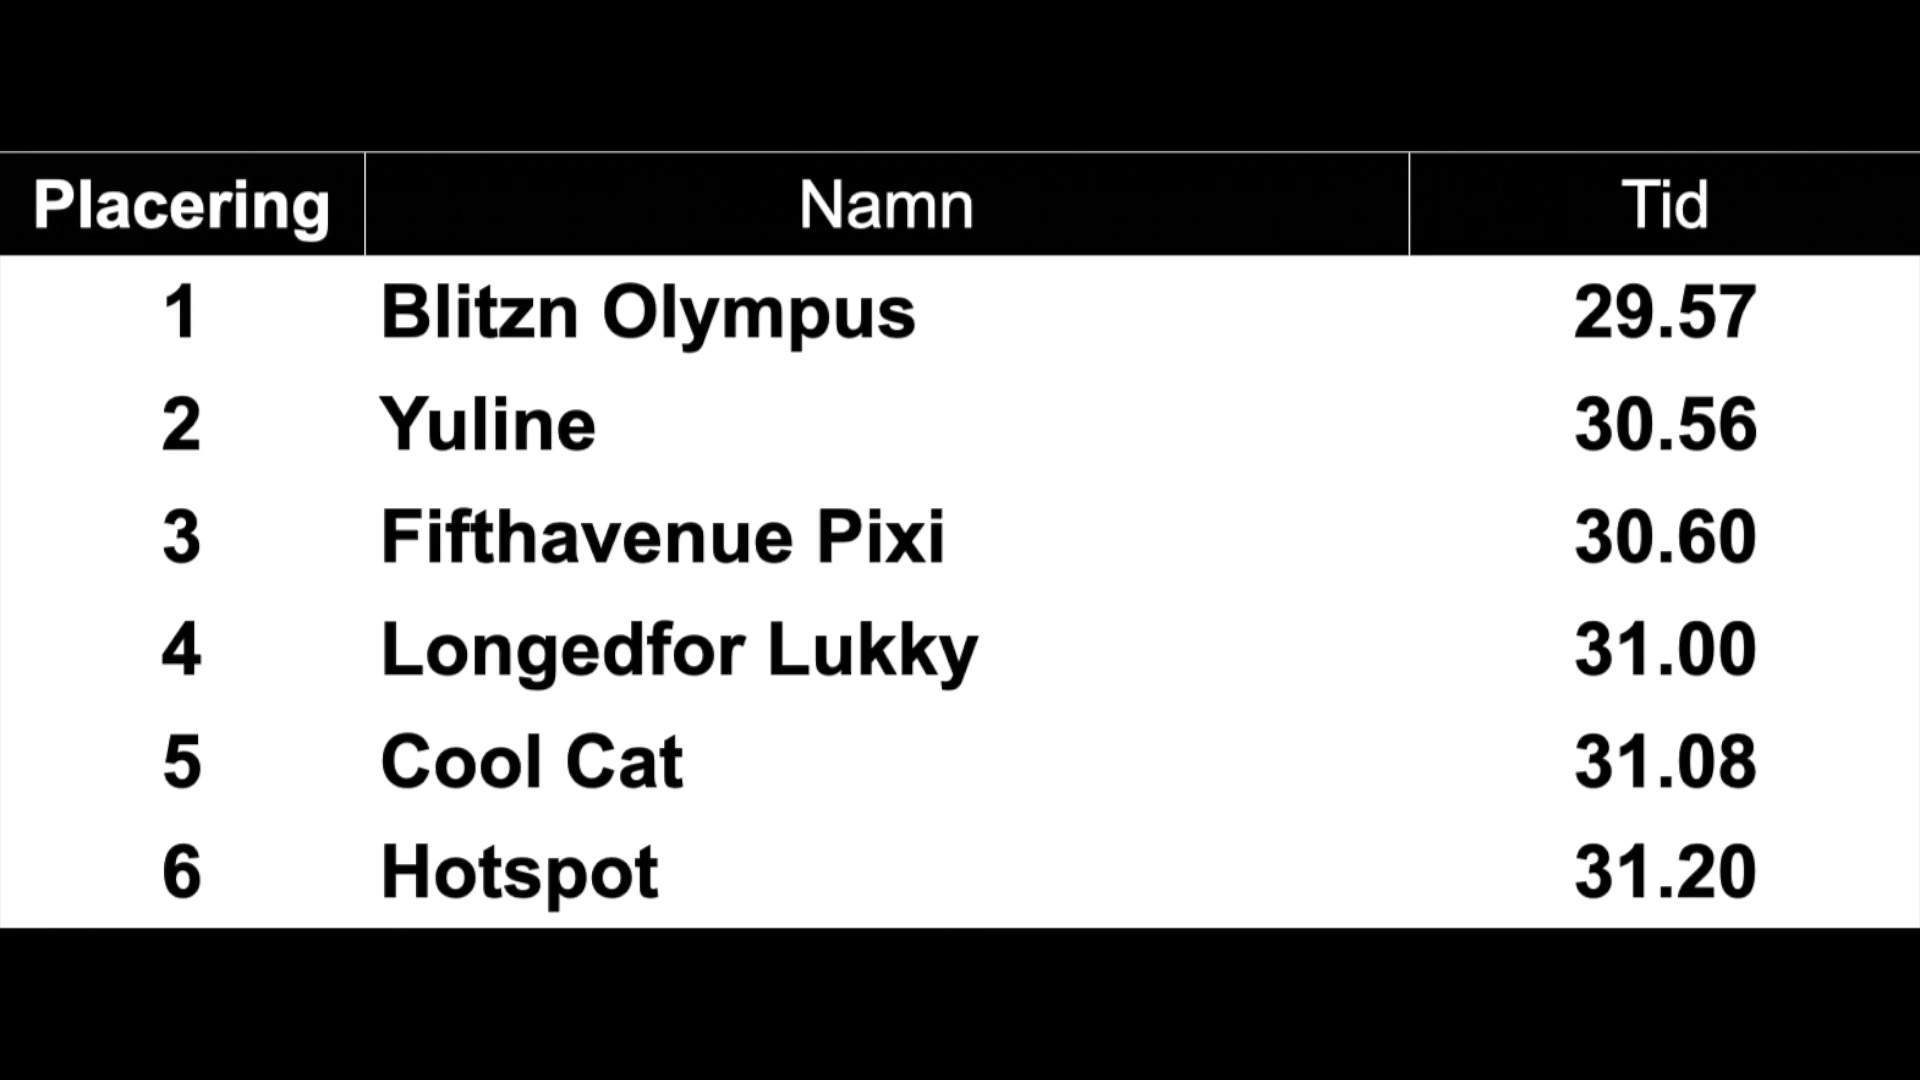 Placering Namn Tid
1 Blitzn Olympus 29.57
2 Yuline 30.56
3 Fifthavenue Pixi 30.60
4 Longedfor Lukky 31.00
5 Cool Cat 31.08
6 Hotspot 31.20